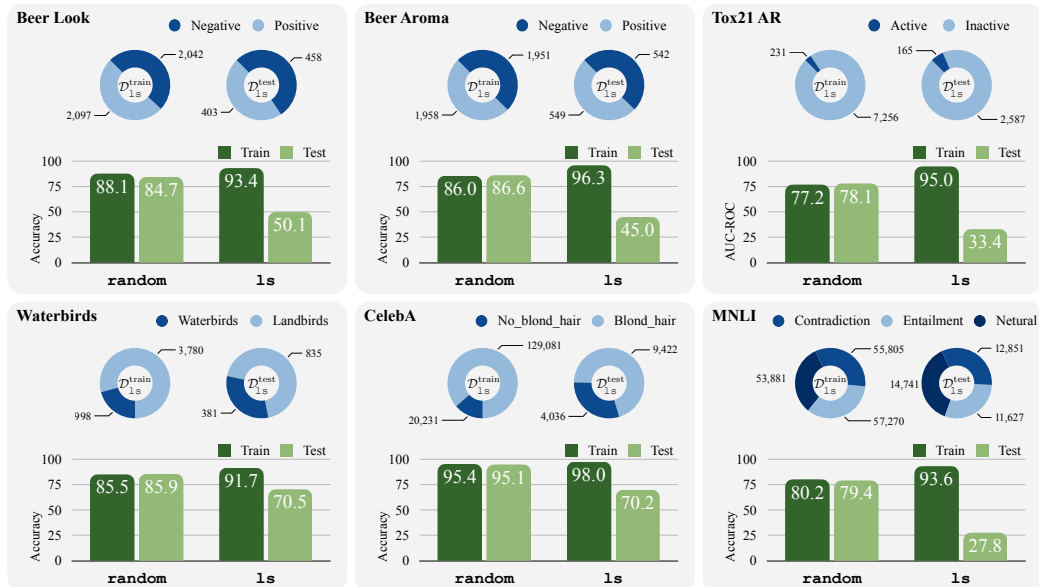 Beer Look
Negative Positive
2,042
458
2,097
403
D_ls^train
D_ls^test
Train Test
100
75
50
25
0
Accuracy
88.1 84.7 93.4 50.1
random ls
Beer Aroma
Negative Positive
1,951
542
1,958
549
D_ls^train
D_ls^test
Train Test
100
75
50
25
0
Accuracy
86.0 86.6 96.3 45.0
random ls
Tox21 AR
Active Inactive
231
165
7,256
2,587
D_ls^train
D_ls^test
Train Test
100
75
50
25
0
AUC-ROC
77.2 78.1 95.0 33.4
random ls
Waterbirds
Waterbirds Landbirds
3,780
835
998
381
D_ls^train
D_ls^test
Train Test
100
75
50
25
0
Accuracy
85.5 85.9 91.7 70.5
random ls
CelebA
No_blond_hair Blond_hair
129,081
9,422
20,231
4,036
D_ls^train
D_ls^test
Train Test
100
75
50
25
0
Accuracy
95.4 95.1 98.0 70.2
random ls
MNLI
Contradiction Entailment Netural
55,805
12,851
53,881
14,741
57,270
11,627
D_ls^train
D_ls^test
Train Test
100
75
50
25
0
Accuracy
80.2 79.4 93.6 27.8
random ls